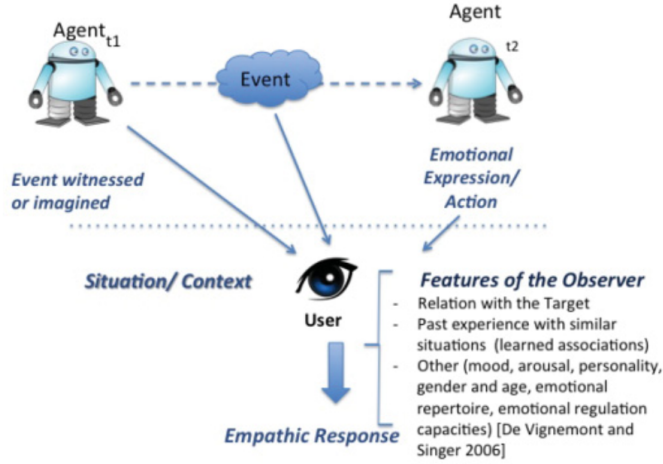 Agent t1
Agent
t2
Event
Event witnessed
or imagined
Emotional
Expression/
Action
Situation/ Context
User
Features of the Observer
- Relation with the Target
- Past experience with similar
situations (learned associations)
- Other (mood, arousal, personality,
gender and age, emotional
repertoire, emotional regulation
capacities) [De Vignemont and
Singer 2006]
Empathic Response